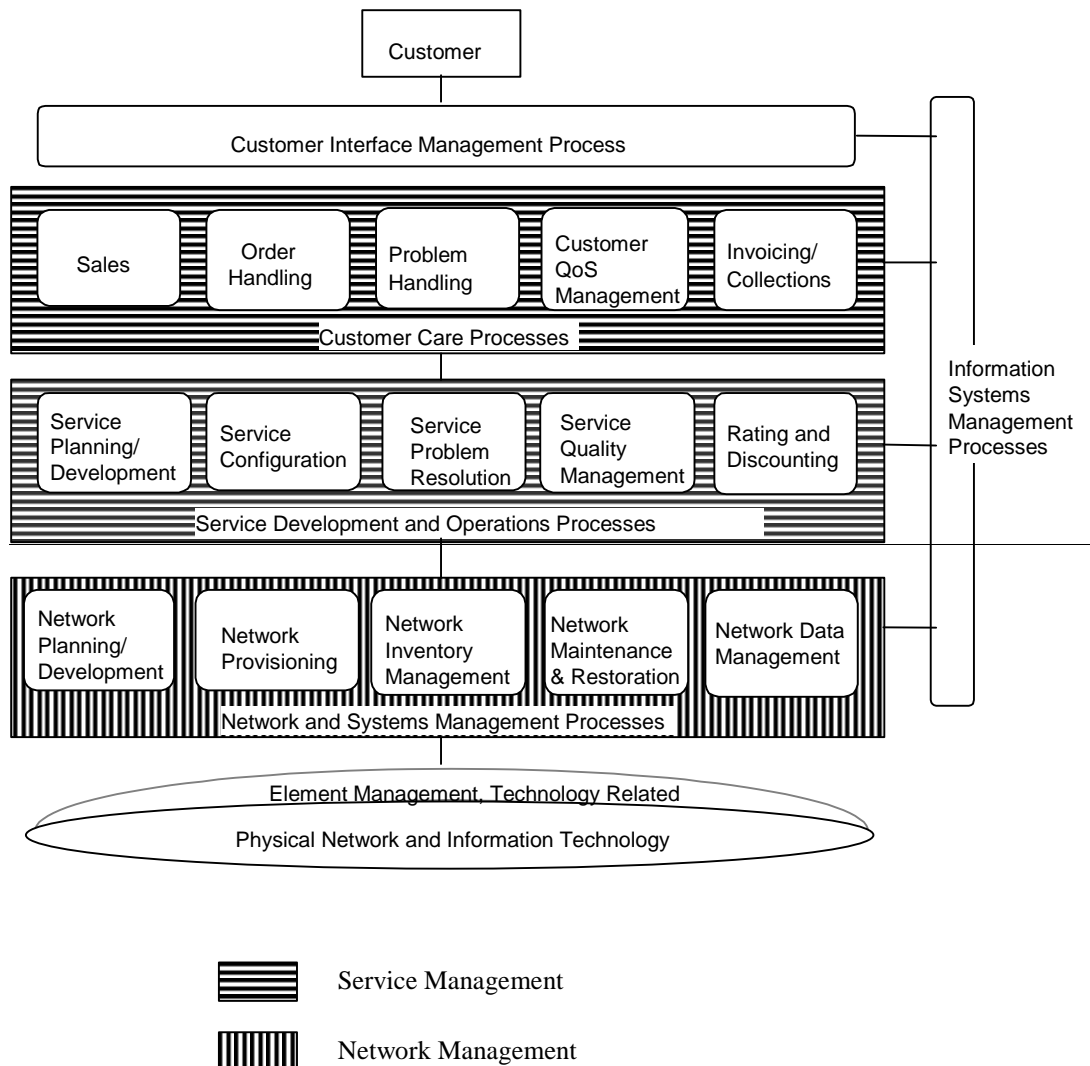 Customer
Customer Interface Management Process
Sales
Order
Handling
Problem
Handling
Customer
QoS
Management
Invoicing/
Collections
Customer Care Processes
Information
Systems
Management
Processes
Service
Planning/
Development
Service
Configuration
Service
Problem
Resolution
Service
Quality
Management
Rating and
Discounting
Service Development and Operations Processes
Network
Planning/
Development
Network
Provisioning
Network
Inventory
Management
Network
Maintenance
& Restoration
Network Data
Management
Network and Systems Management Processes
Element Management, Technology Related
Physical Network and Information Technology
Service Management
Network Management